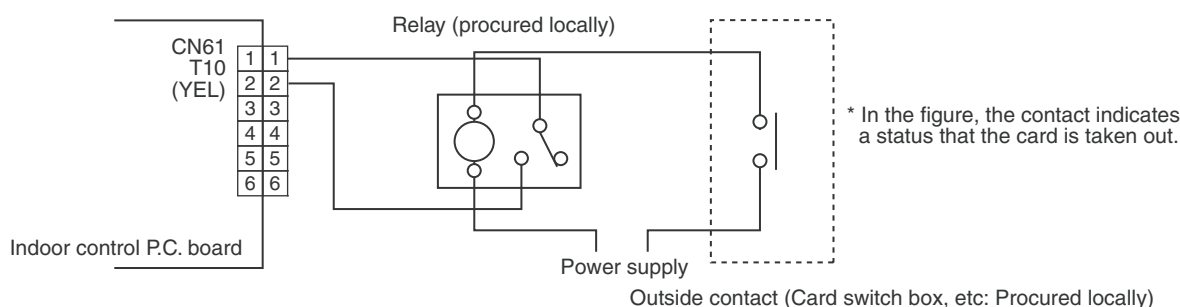 Relay (procured locally)
CN61
T10
(YEL)
1 1
2 2
3 3
4 4
5 5
6 6
* In the figure, the contact indicates
a status that the card is taken out.
Indoor control P.C. board
Power supply
Outside contact (Card switch box, etc: Procured locally)